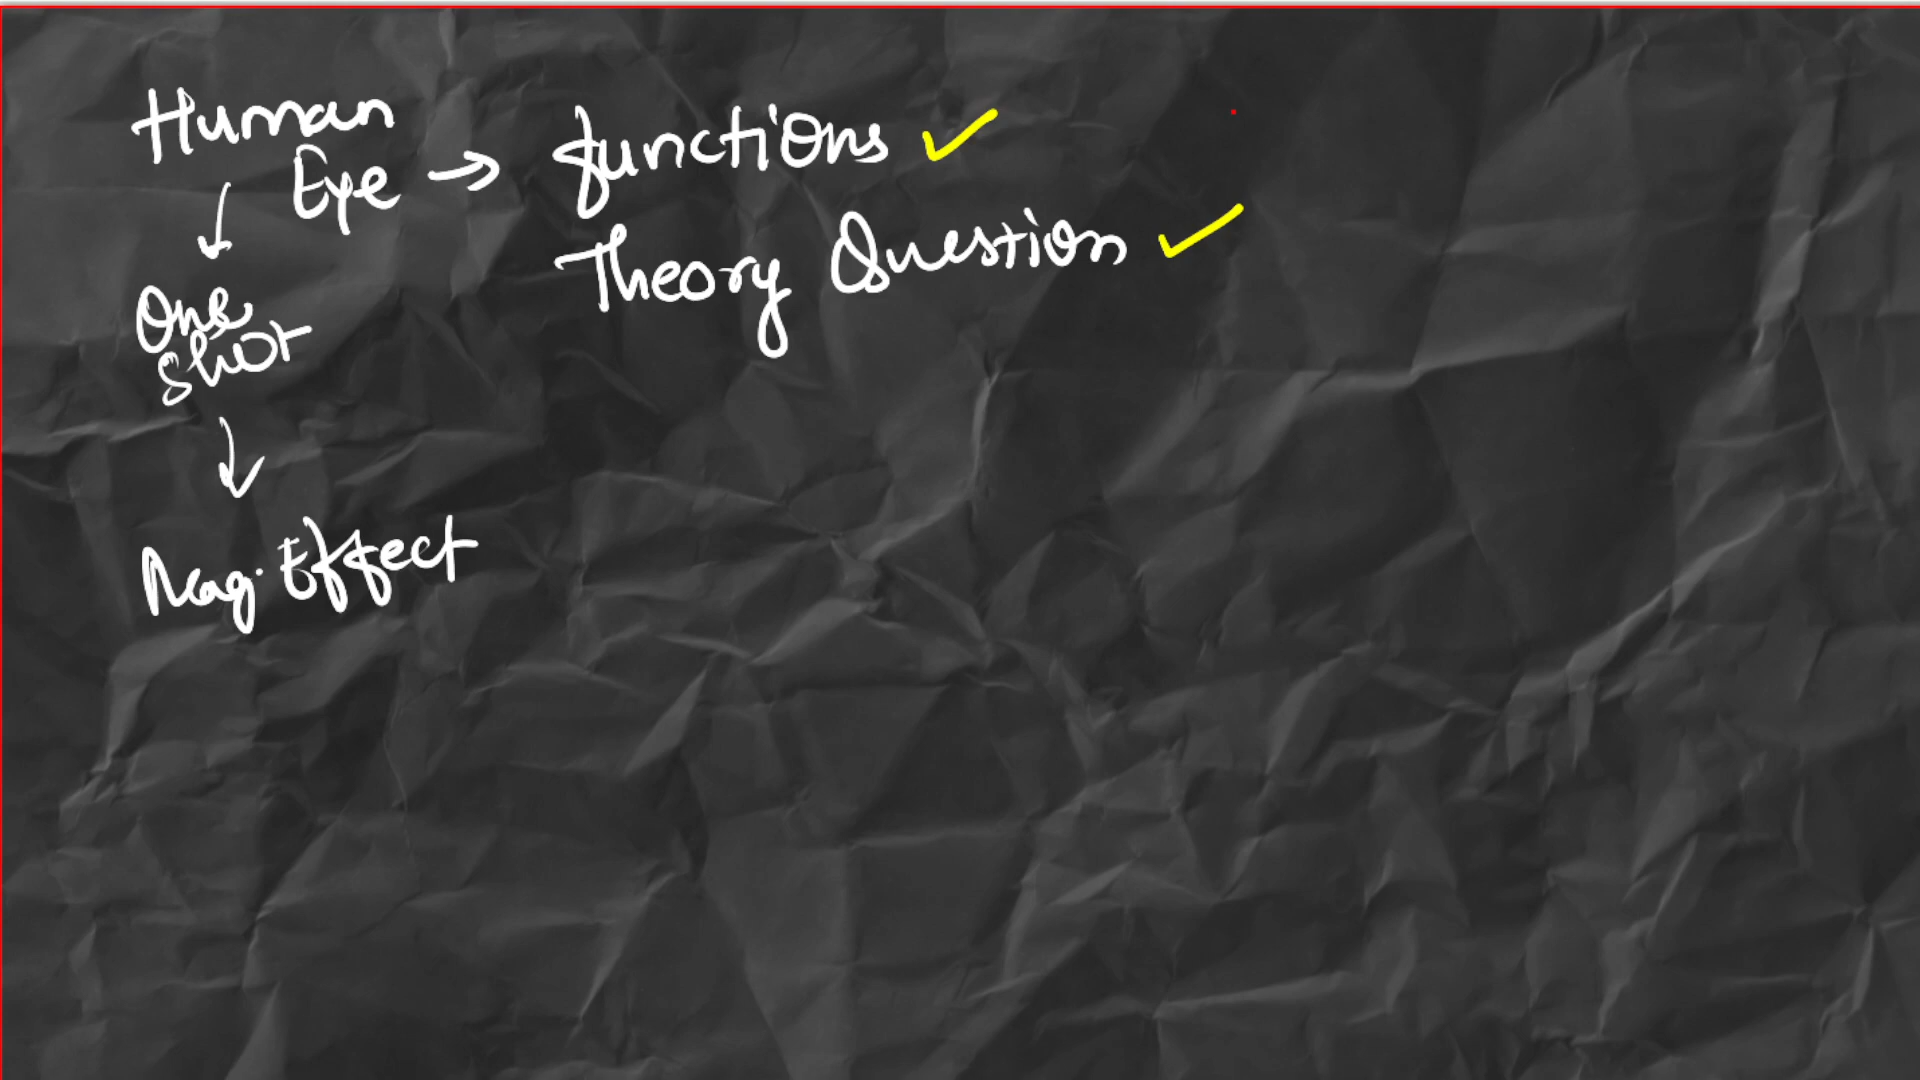 Human
Eye → functions ✓
Theory Question ✓
↓
One
shot
↓
Mag. Effect